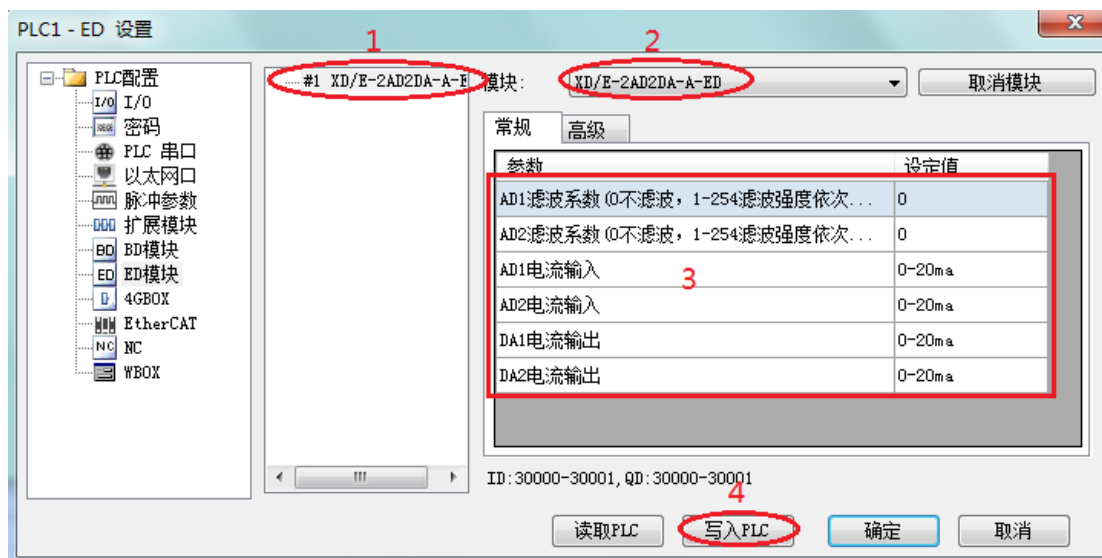 PLC1 - ED 设置
1
2
PLC配置
I/O I/O
密码
PLC 串口
以太网口
脉冲参数
扩展模块
BD BD模块
ED ED模块
4GBOX
EtherCAT
NC NC
WBOX
#1 XD/E-2AD2DA-A-E
模块: XD/E-2AD2DA-A-ED 取消模块
常规 高级
参数 设定值
AD1滤波系数(0不滤波，1-254滤波强度依次... 0
AD2滤波系数(0不滤波，1-254滤波强度依次... 0
AD1电流输入 0-20ma
3
AD2电流输入 0-20ma
DA1电流输出 0-20ma
DA2电流输出 0-20ma
ID:30000-30001,QD:30000-30001
4
读取PLC 写入PLC 确定 取消